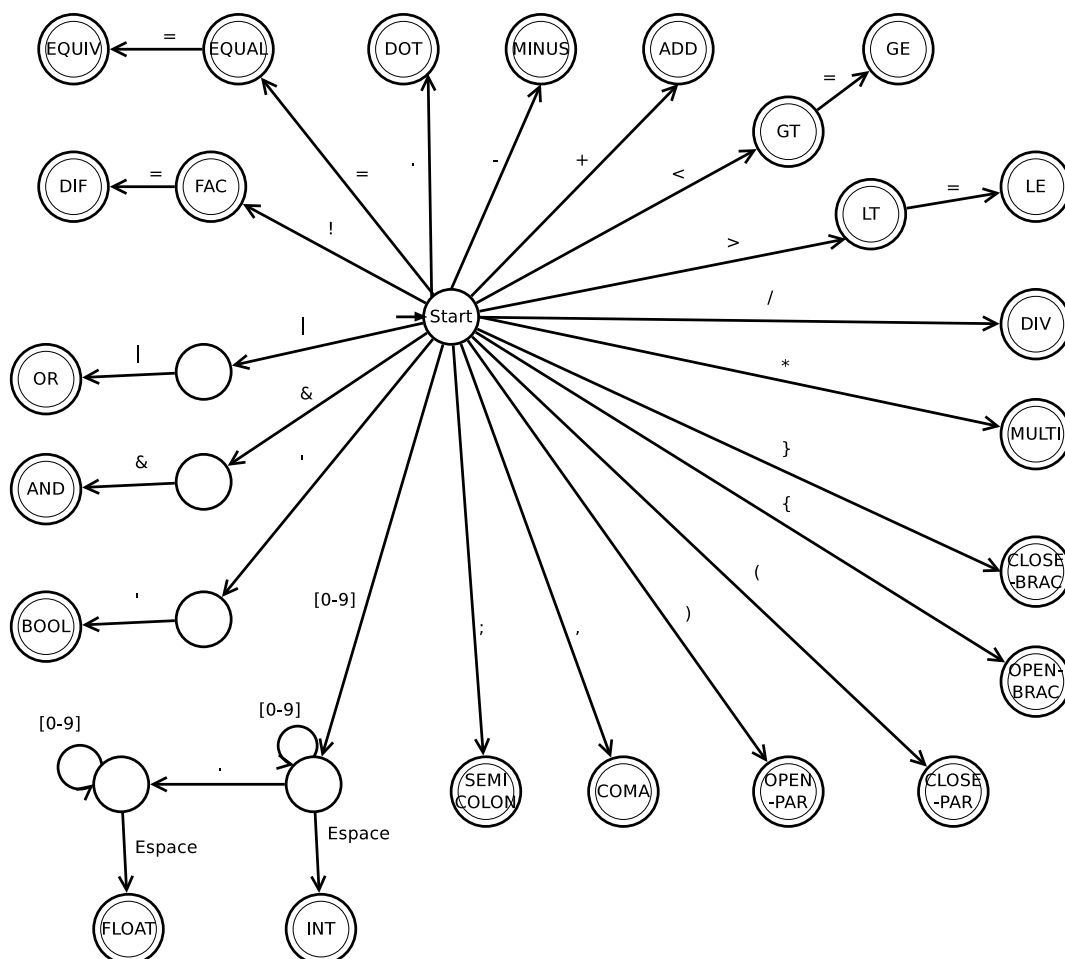 EQUIV
=
EQUAL
DOT
MINUS
ADD
GE
=
GT
DIF
=
FAC
=
.
-
+
<
LT
=
LE
!
>
Start
/
DIV
|
|
OR
*
MULTI
&
&
AND
'
}
{
CLOSE
-BRAC
'
BOOL
[0-9]
;
,
)
(
OPEN-
BRAC
[0-9]
[0-9]
.
SEMI
COLON
COMA
OPEN
-PAR
CLOSE
-PAR
Espace
Espace
FLOAT
INT